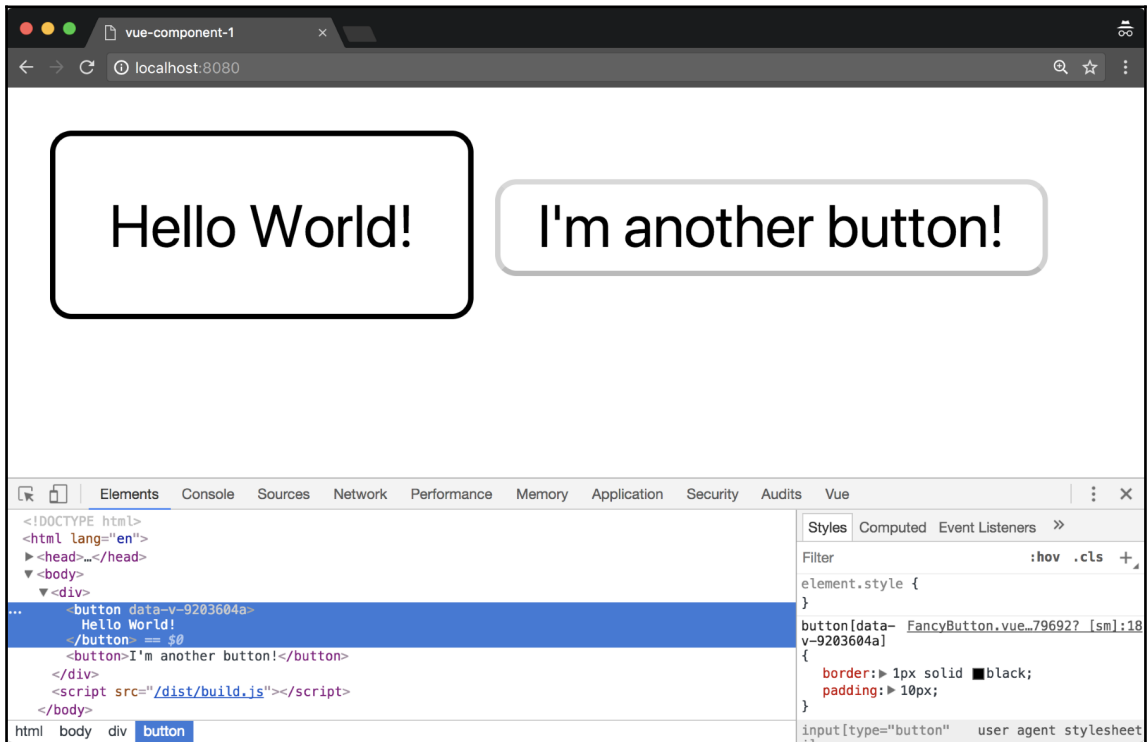 vue-component-1 ×
localhost:8080
Hello World! I'm another button!
Elements Console Sources Network Performance Memory Application Security Audits Vue
<!DOCTYPE html>
<html lang="en">
▶<head>…</head>
▼<body>
▼<div>
... <button data-v-9203604a>
Hello World!
</button> == $0
<button>I'm another button!</button>
</div>
<script src="/dist/build.js"></script>
</body>
html body div button
Styles Computed Event Listeners »
Filter :hov .cls +
element.style {
}
button[data- FancyButton.vue…79692? [sm]:18
v-9203604a]
{
border:▶ 1px solid black;
padding:▶ 10px;
}
input[type="button" user agent stylesheet